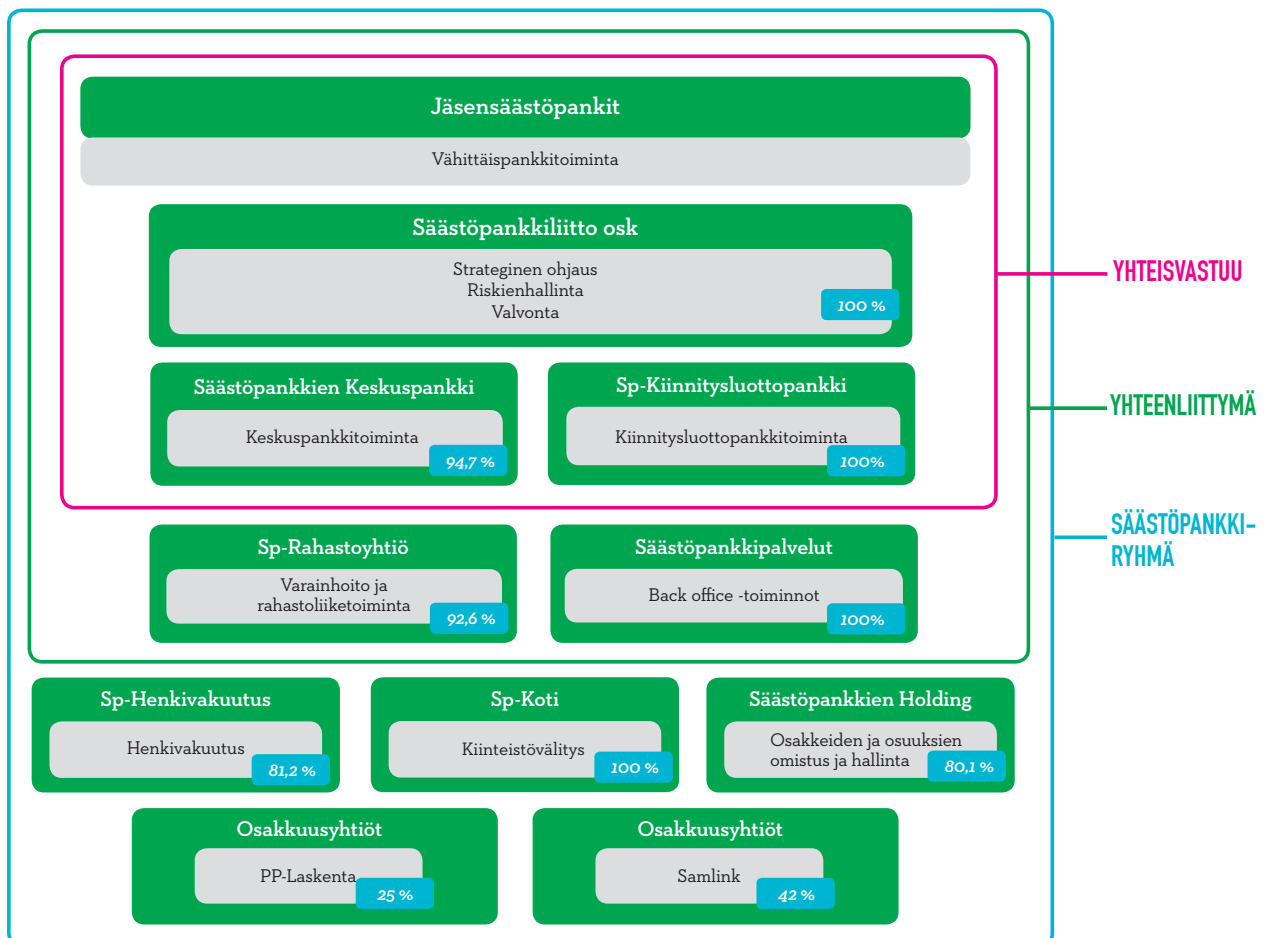 Jäsensäästöpankit
Vähittäispankkitoiminta
Säästöpankkiliitto osk
Strateginen ohjaus
Riskienhallinta
Valvonta
100 %
YHTEISVASTUU
Säästöpankkien Keskuspankki
Keskuspankkitoiminta
94,7 %
Sp-Kiinnitysluottopankki
Kiinnitysluottopankkitoiminta
100%
YHTEENLIITTYMÄ
Sp-Rahastoyhtiö
Varainhoito ja
rahastoliiketoiminta
92,6 %
Säästöpankkipalvelut
Back office -toiminnot
100%
SÄÄSTÖPANKKI-
RYHMÄ
Sp-Henkivakuutus
Henkivakuutus
81,2 %
Sp-Koti
Kiinteistövälitys
100 %
Säästöpankkien Holding
Osakkeiden ja osuuksien
omistus ja hallinta
80,1 %
Osakkuusyhtiöt
PP-Laskenta
25 %
Osakkuusyhtiöt
Samlink
42 %